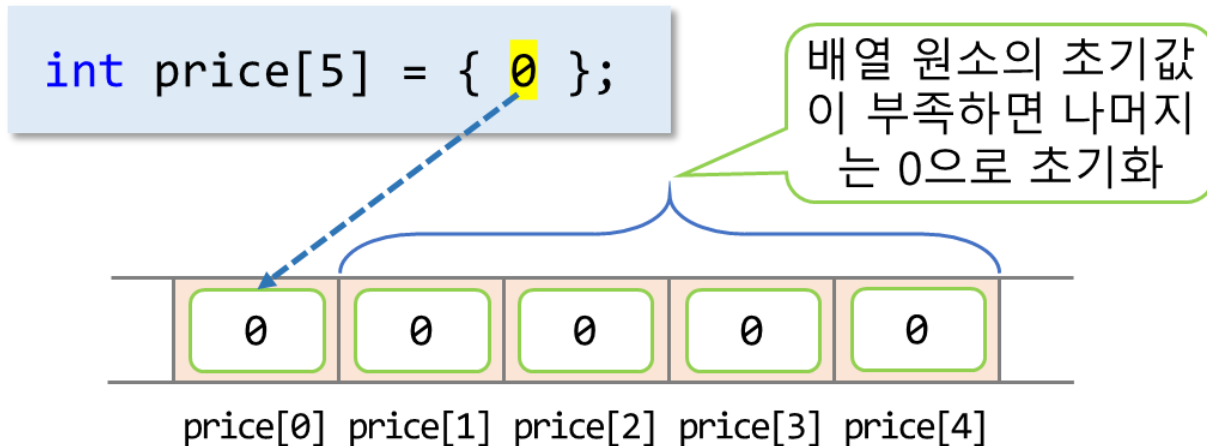 int price[5] = { 0 };
배열 원소의 초기값
이 부족하면 나머지
는 0으로 초기화
0 0 0 0 0
price[0] price[1] price[2] price[3] price[4]